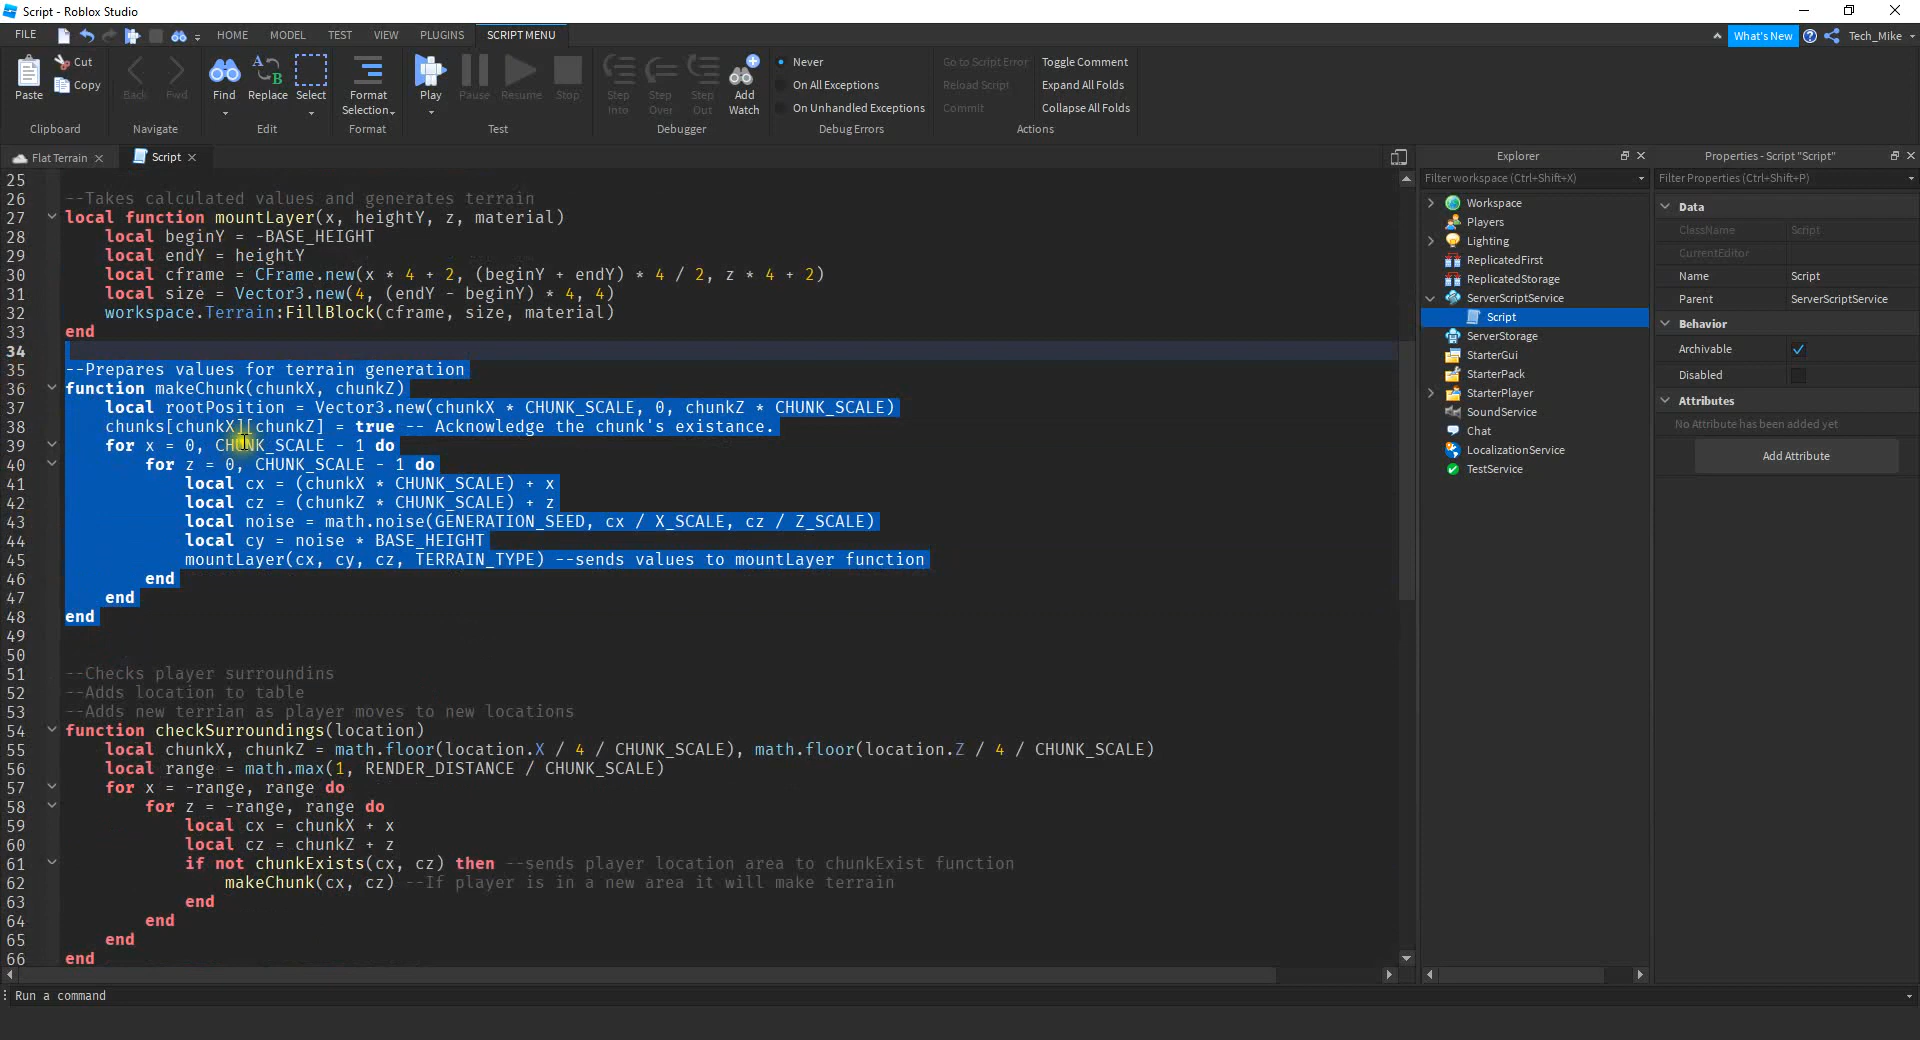 Script - Roblox Studio
FILE HOME MODEL TEST VIEW PLUGINS SCRIPT MENU What's New Tech_Mike
Paste Cut Copy Clipboard
Back Fwd Navigate
Find Replace Select Edit
Format Selection Format
Play Pause Resume Stop Test
Step Into Step Over Step Out Add Watch Debugger
Never
On All Exceptions
On Unhandled Exceptions
Debug Errors
Go to Script Error
Reload Script
Commit
Toggle Comment
Expand All Folds
Collapse All Folds
Actions
Flat Terrain Script
25
26 --Takes calculated values and generates terrain
27 local function mountLayer(x, heightY, z, material)
28 local beginY = -BASE_HEIGHT
29 local endY = heightY
30 local cframe = CFrame.new(x * 4 + 2, (beginY + endY) * 4 / 2, z * 4 + 2)
31 local size = Vector3.new(4, (endY - beginY) * 4, 4)
32 workspace.Terrain:FillBlock(cframe, size, material)
33 end
34
35 --Prepares values for terrain generation
36 function makeChunk(chunkX, chunkZ)
37 local rootPosition = Vector3.new(chunkX * CHUNK_SCALE, 0, chunkZ * CHUNK_SCALE)
38 chunks[chunkX][chunkZ] = true -- Acknowledge the chunk's existance.
39 for x = 0, CHUNK_SCALE - 1 do
40 for z = 0, CHUNK_SCALE - 1 do
41 local cx = (chunkX * CHUNK_SCALE) + x
42 local cz = (chunkZ * CHUNK_SCALE) + z
43 local noise = math.noise(GENERATION_SEED, cx / X_SCALE, cz / Z_SCALE)
44 local cy = noise * BASE_HEIGHT
45 mountLayer(cx, cy, cz, TERRAIN_TYPE) --sends values to mountLayer function
46 end
47 end
48 end
49
50
51 --Checks player surroundins
52 --Adds location to table
53 --Adds new terrian as player moves to new locations
54 function checkSurroundings(location)
55 local chunkX, chunkZ = math.floor(location.X / 4 / CHUNK_SCALE), math.floor(location.Z / 4 / CHUNK_SCALE)
56 local range = math.max(1, RENDER_DISTANCE / CHUNK_SCALE)
57 for x = -range, range do
58 for z = -range, range do
59 local cx = chunkX + x
60 local cz = chunkZ + z
61 if not chunkExists(cx, cz) then --sends player location area to chunkExist function
62 makeChunk(cx, cz) --If player is in a new area it will make terrain
63 end
64 end
65 end
66 end
Run a command
Explorer
Filter workspace (Ctrl+Shift+X)
Workspace
Players
Lighting
ReplicatedFirst
ReplicatedStorage
ServerScriptService
Script
ServerStorage
StarterGui
StarterPack
StarterPlayer
SoundService
Chat
LocalizationService
TestService
Properties - Script "Script"
Filter Properties (Ctrl+Shift+P)
Data
ClassName Script
CurrentEditor
Name Script
Parent ServerScriptService
Behavior
Archivable
Disabled
Attributes
No Attribute has been added yet
Add Attribute